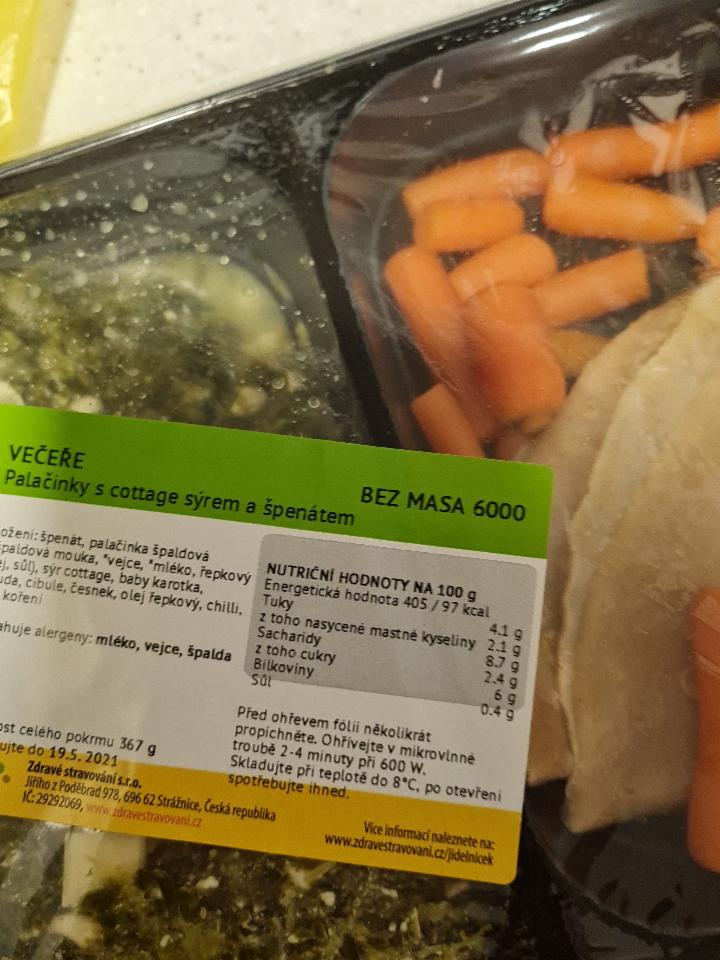 VEČEŘE
Palačinky s cottage sýrem a špenátem
BEZ MASA 6000
ožení: špenát, palačinka špaldová
paldová mouka, *vejce, *mléko, řepkový
ej, sůl), sýr cottage, baby karotka,
uda, cibule, česnek, olej řepkový, chilli,
koření
ahuje alergeny: mléko, vejce, špalda
ost celého pokrmu 367 g
ujte do 19.5. 2021
NUTRIČNÍ HODNOTY NA 100 g
Energetická hodnota 405 / 97 kcal
Tuky 4.1 g
z toho nasycené mastné kyseliny 2.1 g
Sacharidy 8.7 g
z toho cukry 2.4 g
Bílkoviny 6 g
Sůl 0.4 g
Před ohřevem fólii několikrát
propíchněte. Ohřívejte v mikrovlnné
troubě 2-4 minuty při 600 W.
Skladujte při teplotě do 8°C, po otevření
spotřebujte ihned.
Zdravé stravování s.r.o.
Jiřího z Poděbrad 978, 696 62 Strážnice, Česká republika
IČ: 29292069, www.zdravestravovani.cz
Více informací naleznete na:
www.zdravestravovani.cz/jidelnicek